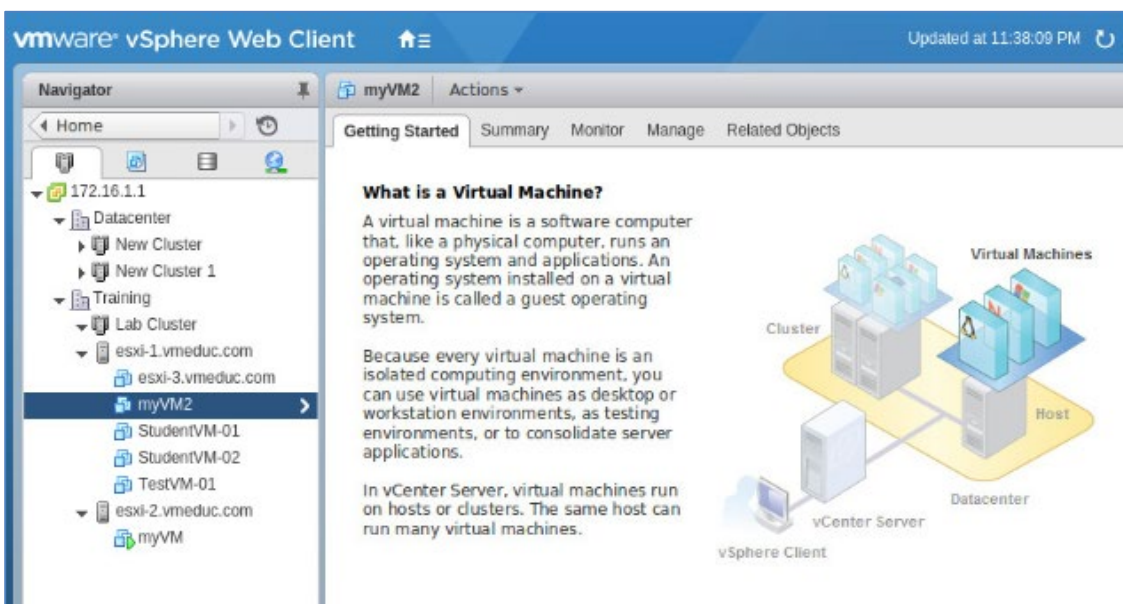 vmware vSphere Web Client
Updated at 11:38:09 PM
Navigator
Home
172.16.1.1
Datacenter
New Cluster
New Cluster 1
Training
Lab Cluster
esxi-1.vmeduc.com
esxi-3.vmeduc.com
myVM2
StudentVM-01
StudentVM-02
TestVM-01
esxi-2.vmeduc.com
myVM
myVM2 Actions
Getting Started Summary Monitor Manage Related Objects
What is a Virtual Machine?
A virtual machine is a software computer
that, like a physical computer, runs an
operating system and applications. An
operating system installed on a virtual
machine is called a guest operating
system.
Because every virtual machine is an
isolated computing environment, you
can use virtual machines as desktop or
workstation environments, as testing
environments, or to consolidate server
applications.
In vCenter Server, virtual machines run
on hosts or clusters. The same host can
run many virtual machines.
Virtual Machines
Cluster
Host
Datacenter
vCenter Server
vSphere Client